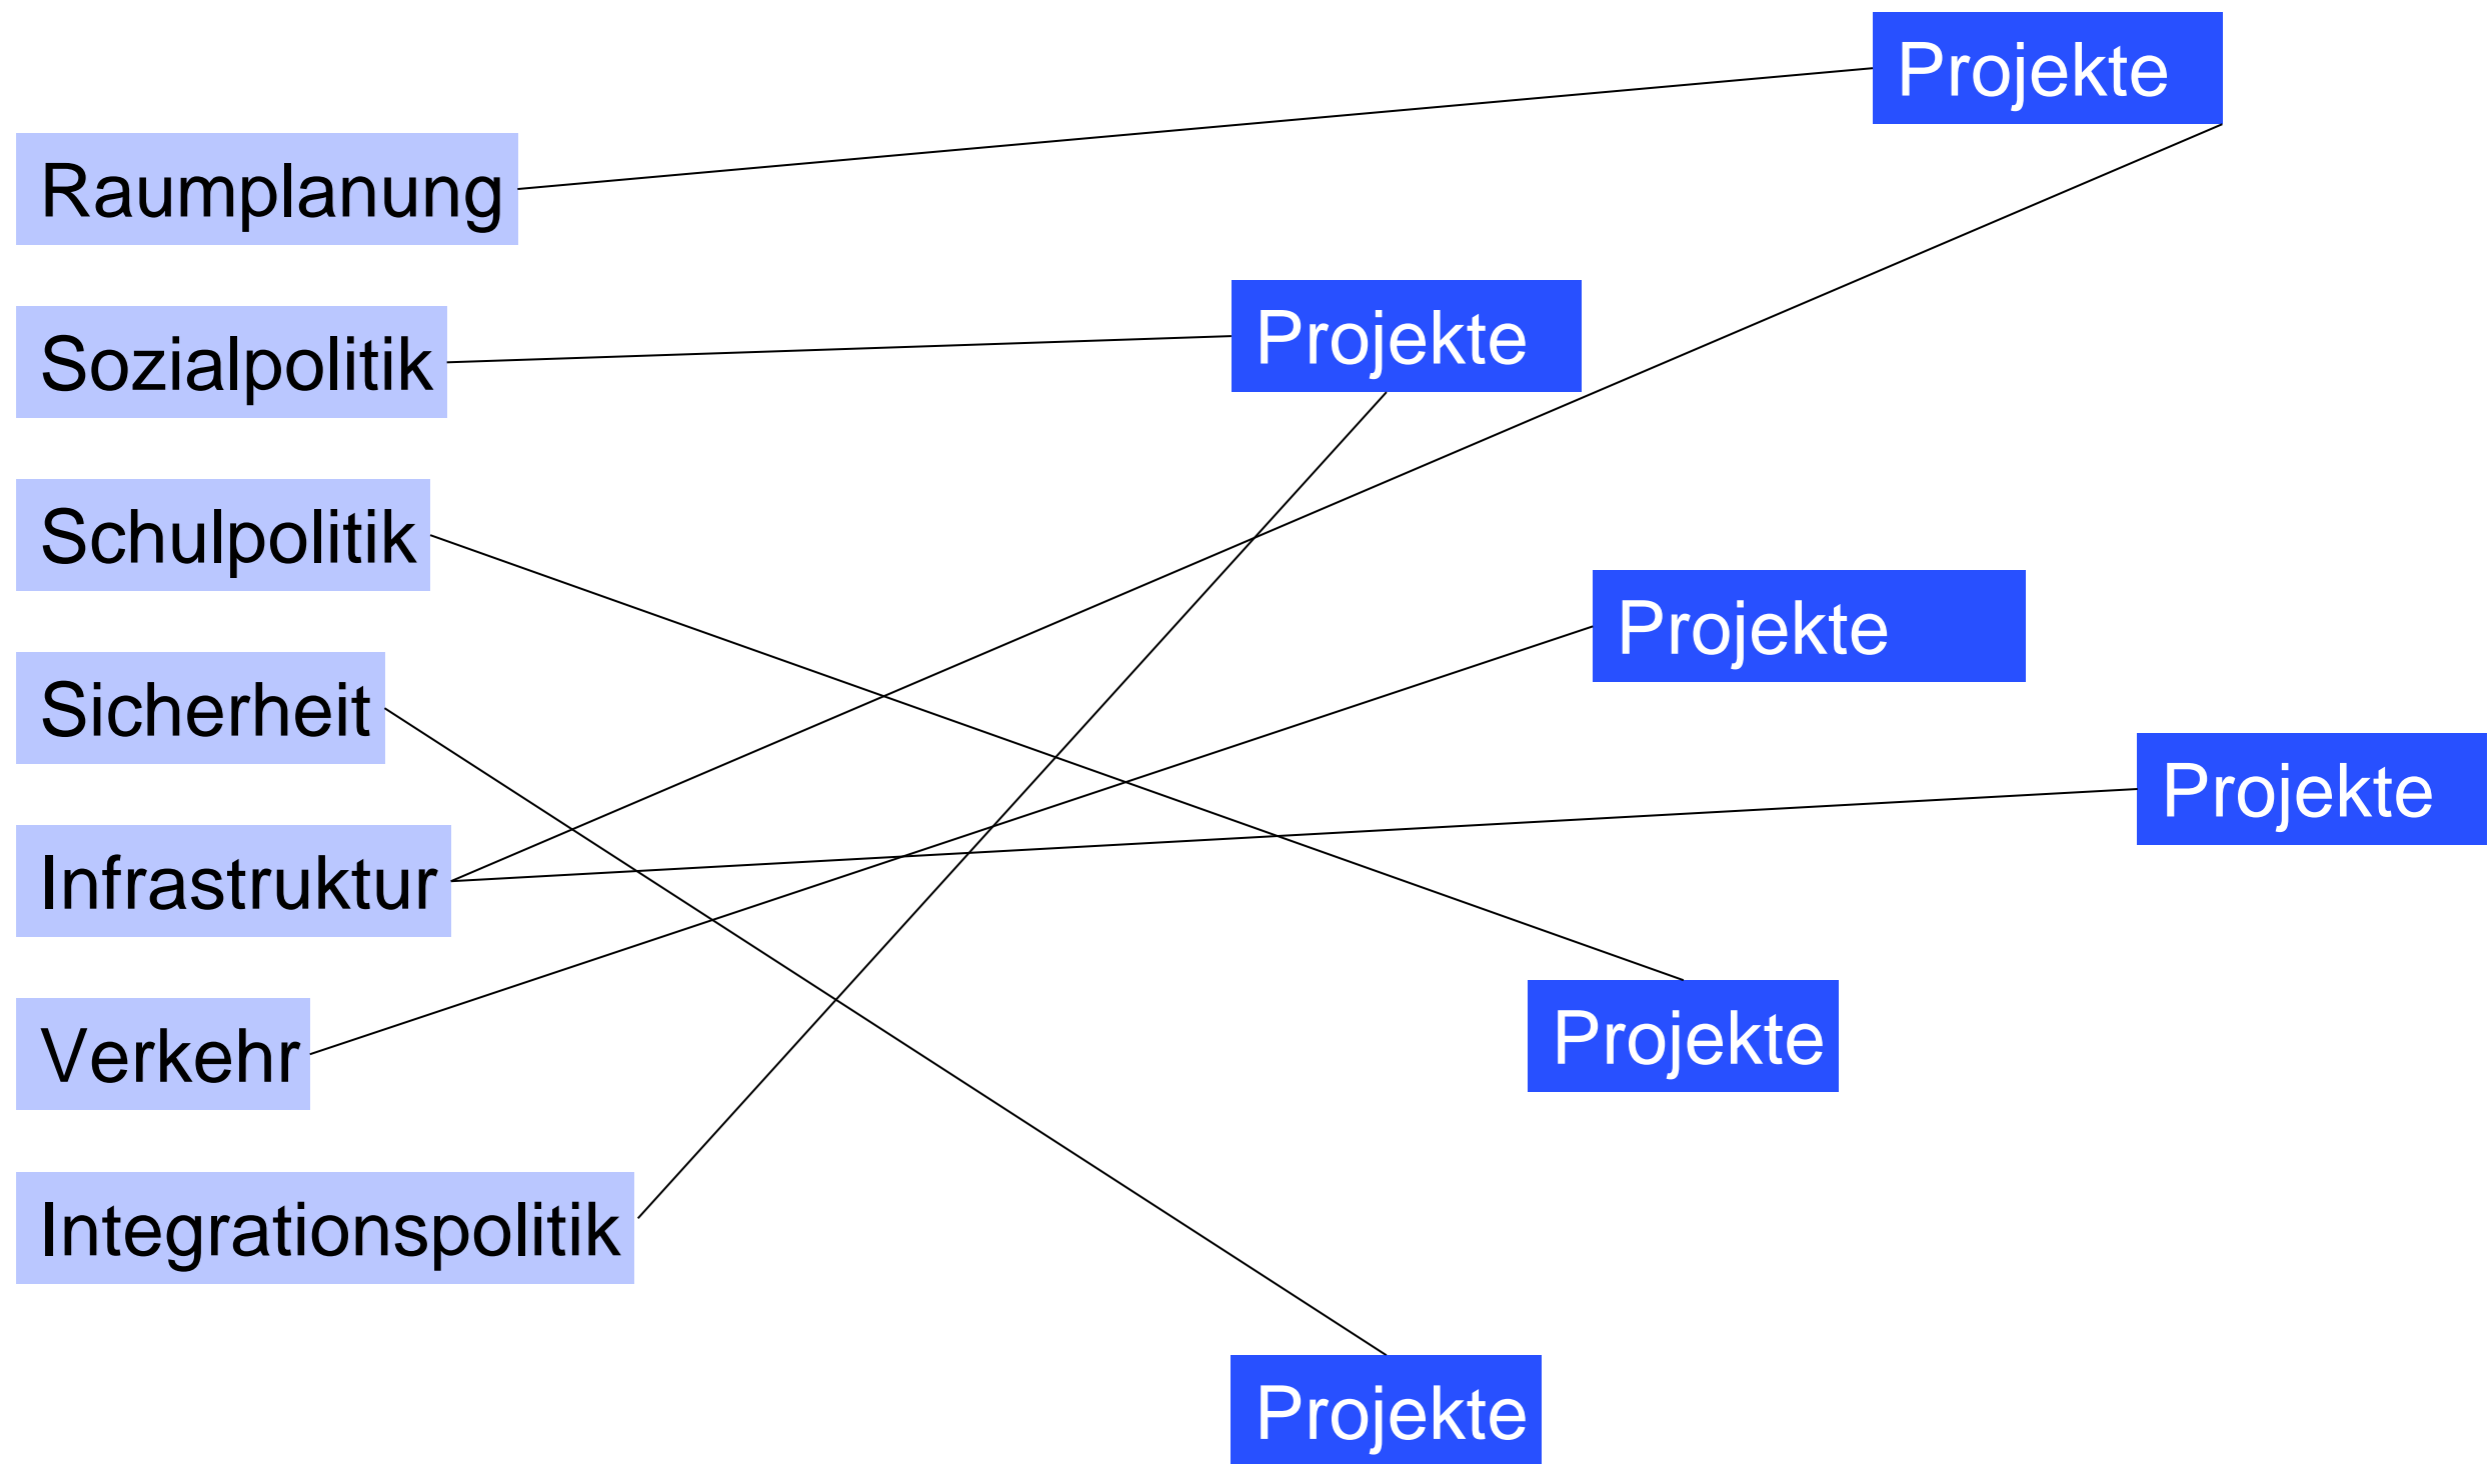 Projekte
Raumplanung
Projekte
Sozialpolitik
Schulpolitik
Projekte
Sicherheit
Projekte
Infrastruktur
Projekte
Verkehr
Integrationspolitik
Projekte